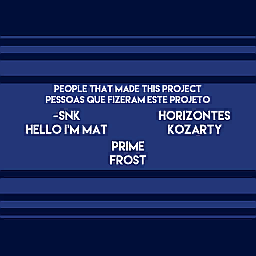 PEOPLE THAT MADE THIS PROJECT
PESSOAS QUE FIZERAM ESTE PROJETO
-SNK
HORIZONTES
HELLO I'M MAT
KOZARTY
PRIME
FROST